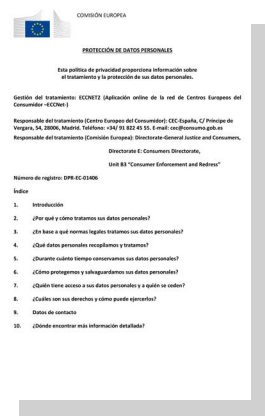 COMISIÓN EUROPEA
PROTECCIÓN DE DATOS PERSONALES
Esta política de privacidad proporciona información sobre
el tratamiento y la protección de sus datos personales.
Gestión del tratamiento: ECCNET2 (Aplicación online de la red de Centros Europeos del
Consumidor –ECCNet-)
Responsable del tratamiento (Centro Europeo del Consumidor): CEC-España, C/ Príncipe de
Vergara, 54, 28006, Madrid. Teléfono: +34/ 91 822 45 55. E-mail: cec@consumo.gob.es
Responsable del tratamiento (Comisión Europea): Directorate-General Justice and Consumers,
Directorate E: Consumers Directorate,
Unit B3 "Consumer Enforcement and Redress"
Número de registro: DPR-EC-01406
Índice
1. Introducción
2. ¿Por qué y cómo tratamos sus datos personales?
3. ¿En base a qué normas legales tratamos sus datos personales?
4. ¿Qué datos personales recopilamos y tratamos?
5. ¿Durante cuánto tiempo conservamos sus datos personales?
6. ¿Cómo protegemos y salvaguardamos sus datos personales?
7. ¿Quién tiene acceso a sus datos personales y a quién se ceden?
8. ¿Cuáles son sus derechos y cómo puede ejercerlos?
9. Datos de contacto
10. ¿Dónde encontrar más información detallada?